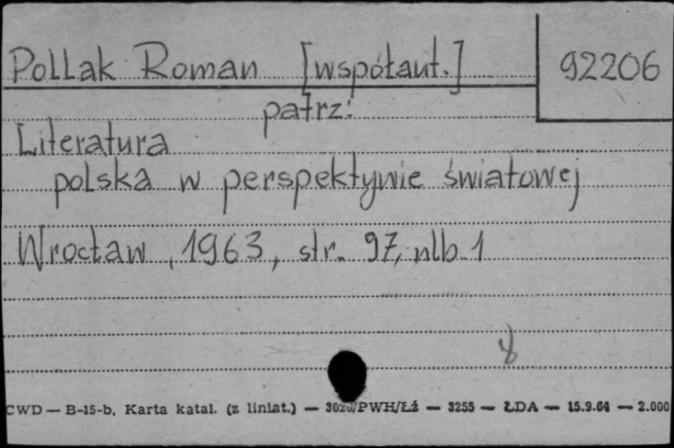 Pollak Roman [współaut.] 92206
patrz:
Literatura
polska w perspektywie światowej
Wrocław, 1963, str. 97, nlb. 1
CWD — B-15-b, Karta katal. (z liniat.) — /PWH/Łź — 3255 — ŁDA — 15.9.64 — 2.000